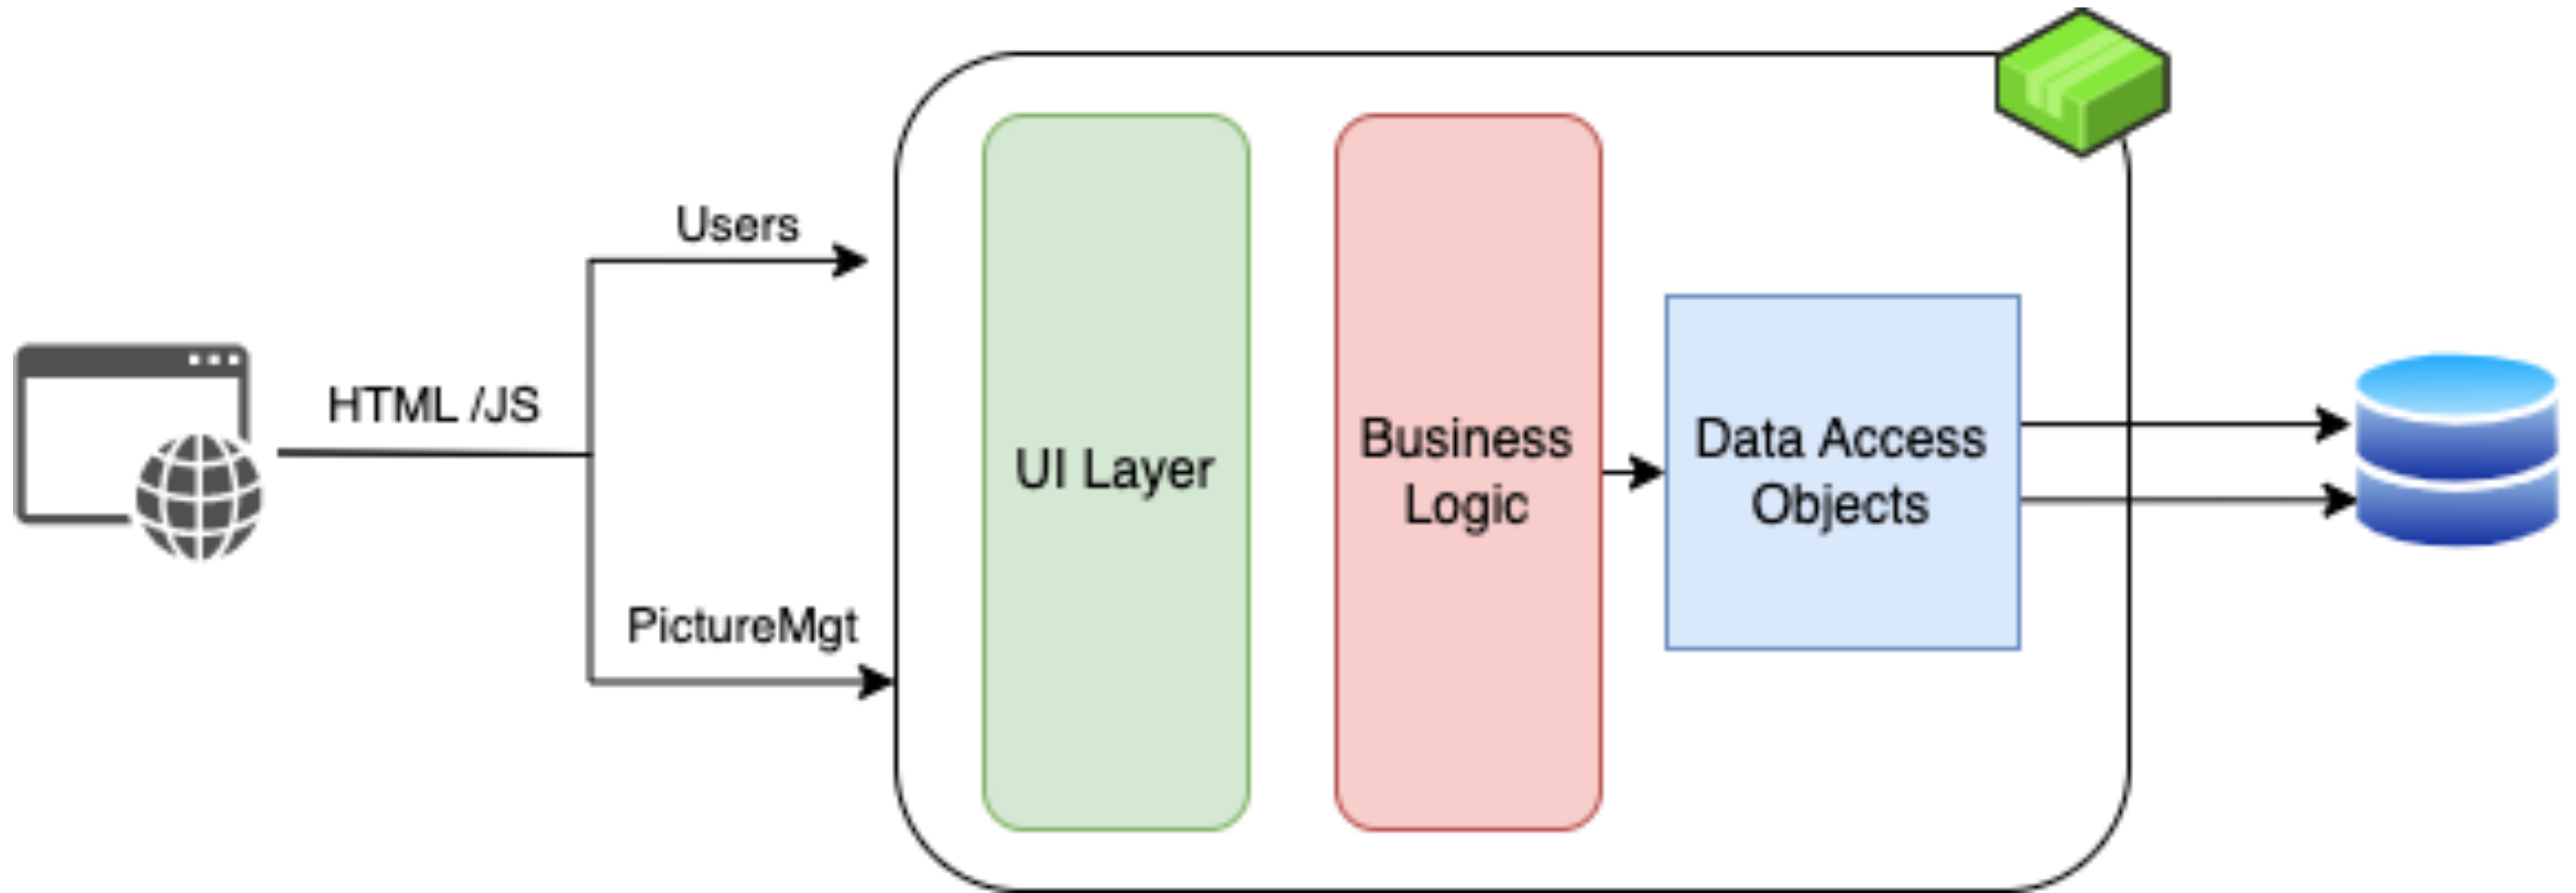 HTML /JS
Users
PictureMgt
UI Layer
Business
Logic
Data Access
Objects